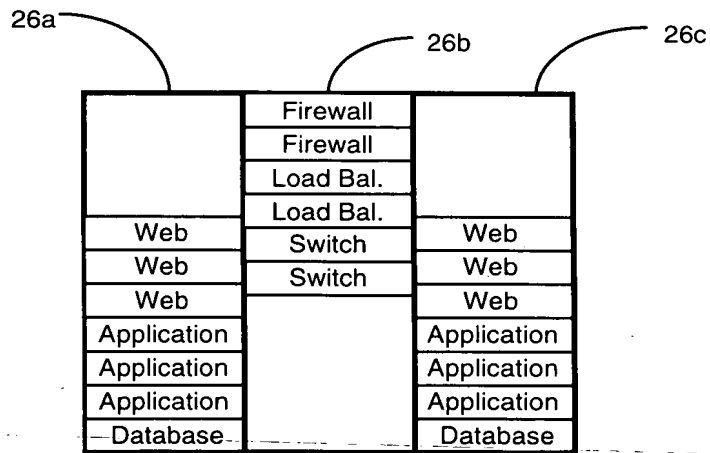 26a
26b
26c
Firewall
Firewall
Load Bal.
Load Bal.
Switch
Switch
Web
Web
Web
Application
Application
Application
Database
Web
Web
Web
Application
Application
Application
Database